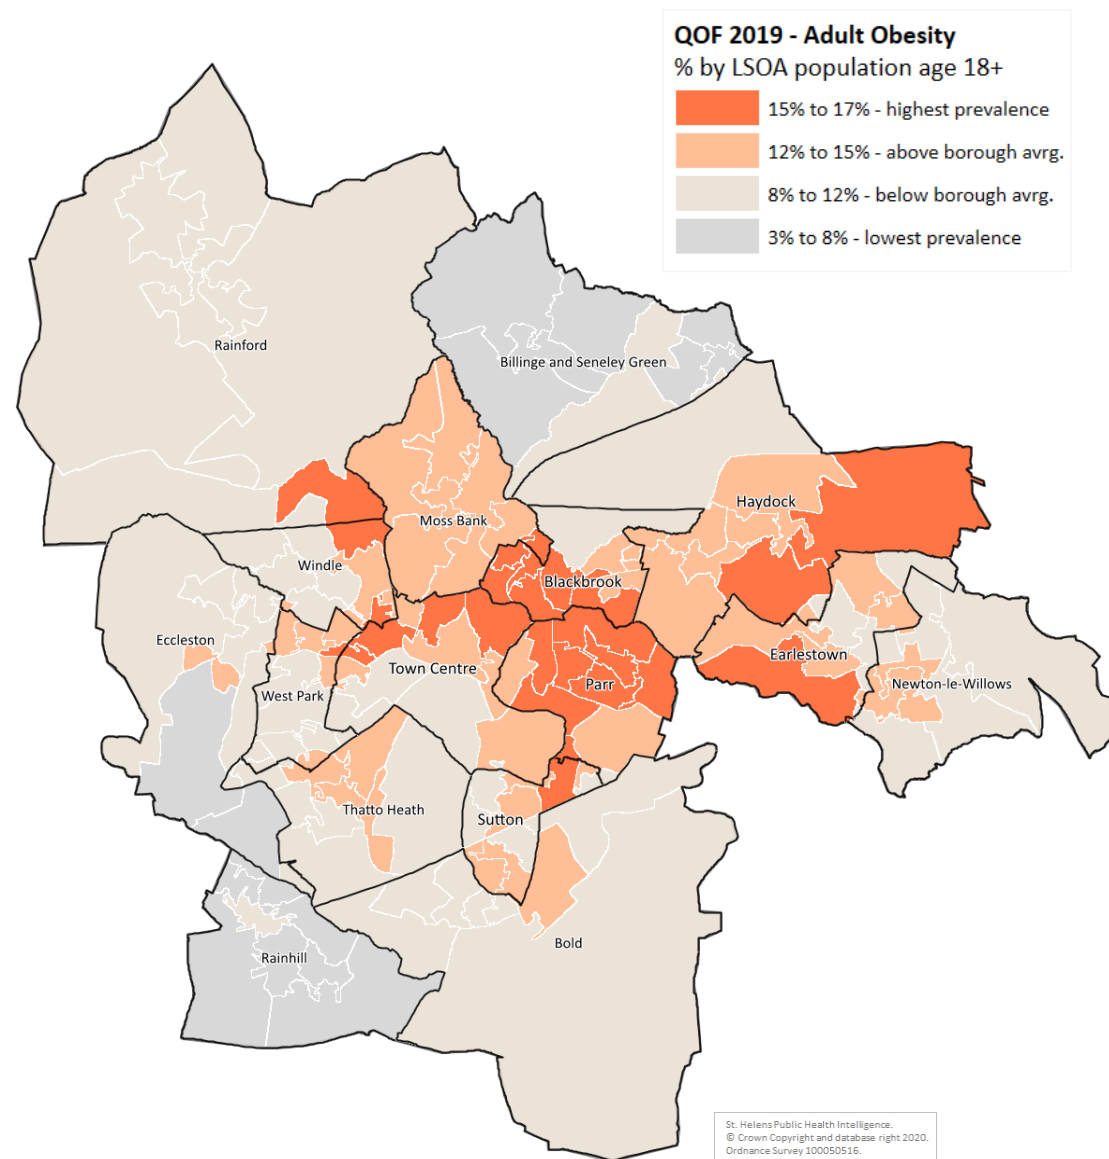 QOF 2019 - Adult Obesity
% by LSOA population age 18+
15% to 17% - highest prevalence
12% to 15% - above borough avrg.
8% to 12% - below borough avrg.
3% to 8% - lowest prevalence
Rainford
Billinge and Seneley Green
Haydock
Moss Bank
Windle
Blackbrook
Eccleston
Earlestown
Town Centre
Parr
Newton-le-Willows
West Park
Thatto Heath
Sutton
Bold
Rainhill
St. Helens Public Health Intelligence.
© Crown Copyright and database right 2020.
Ordnance Survey 100050516.